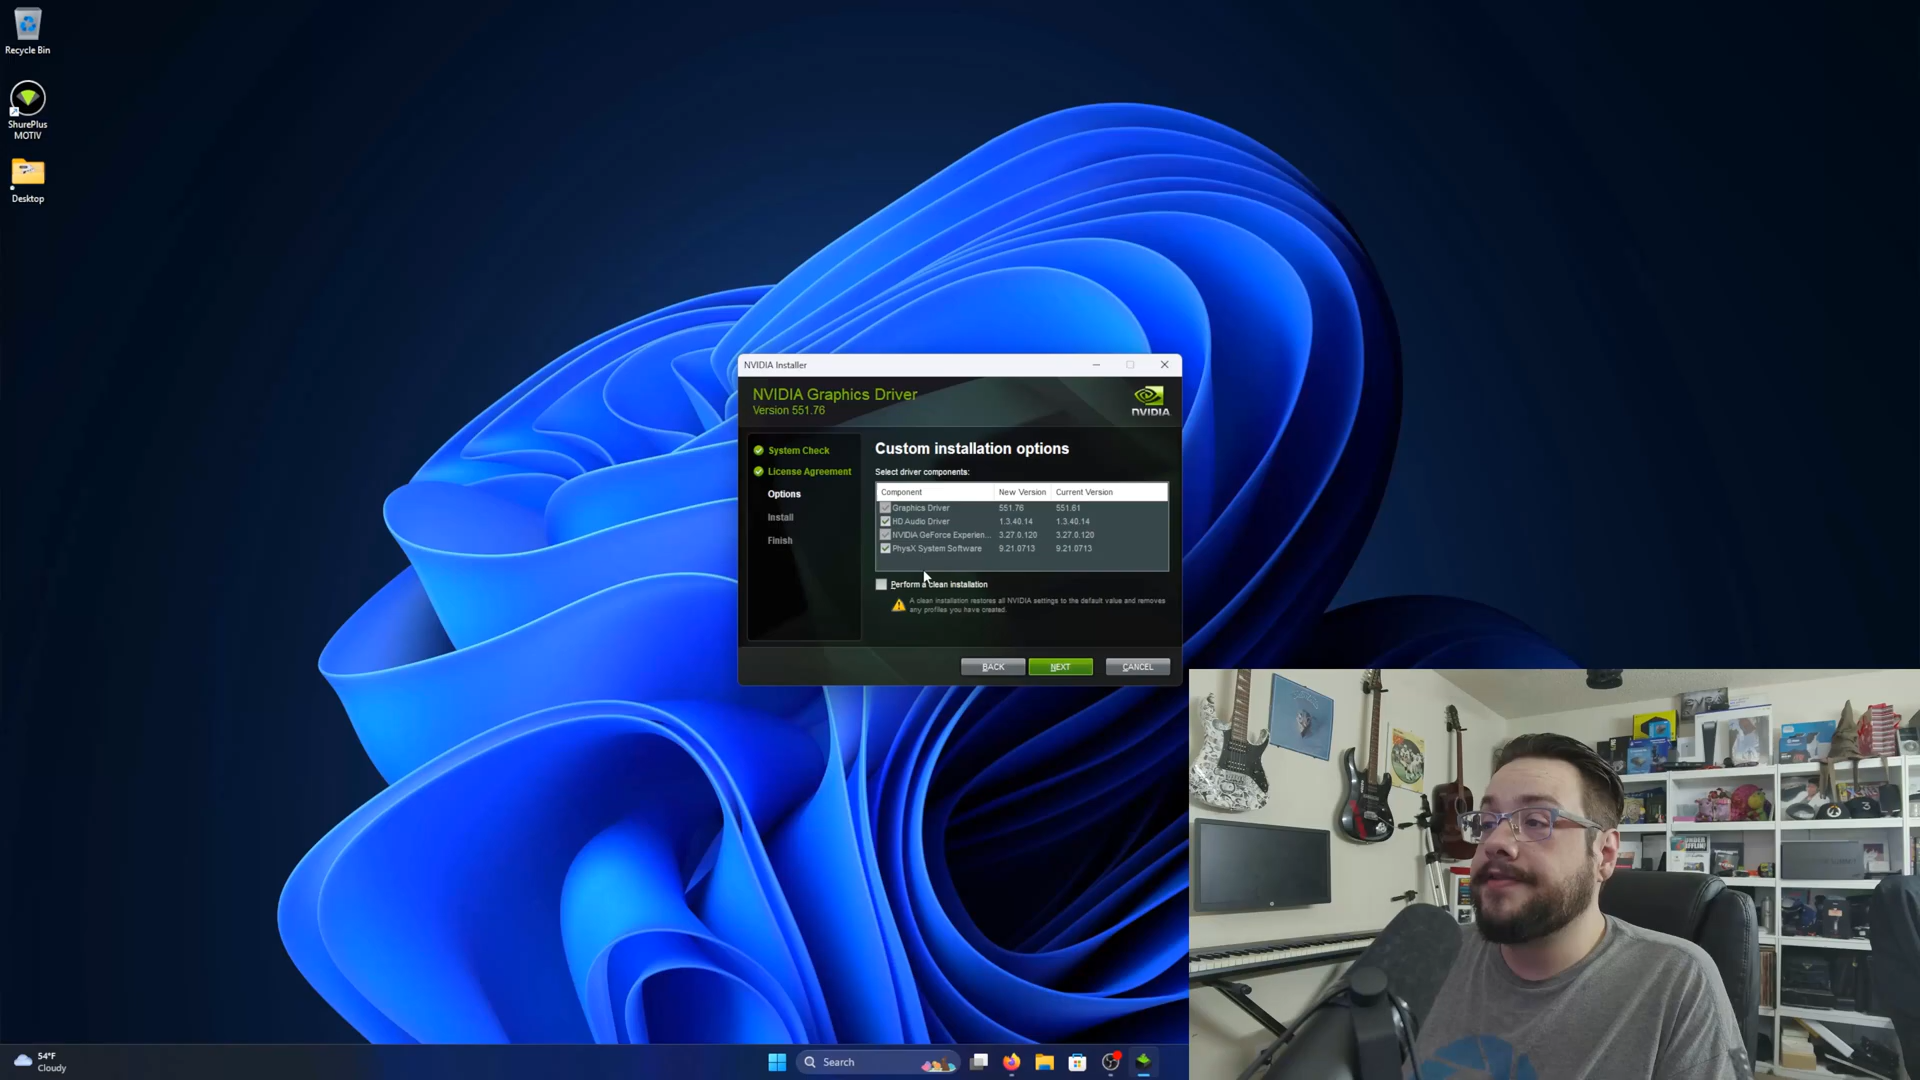 Recycle Bin
ShurePlus
MOTIV
Desktop
NVIDIA Installer
NVIDIA Graphics Driver
Version 551.76
NVIDIA
System Check
License Agreement
Options
Install
Finish
Custom installation options
Select driver components:
Component New Version Current Version
Graphics Driver 551.76 551.61
HD Audio Driver 1.3.40.14 1.3.40.14
NVIDIA GeForce Experien... 3.27.0.120 3.27.0.120
PhysX System Software 9.21.0713 9.21.0713
Perform a clean installation
A clean installation restores all NVIDIA settings to the default value and removes
any profiles you have created.
BACK NEXT CANCEL
54°F
Cloudy
Search